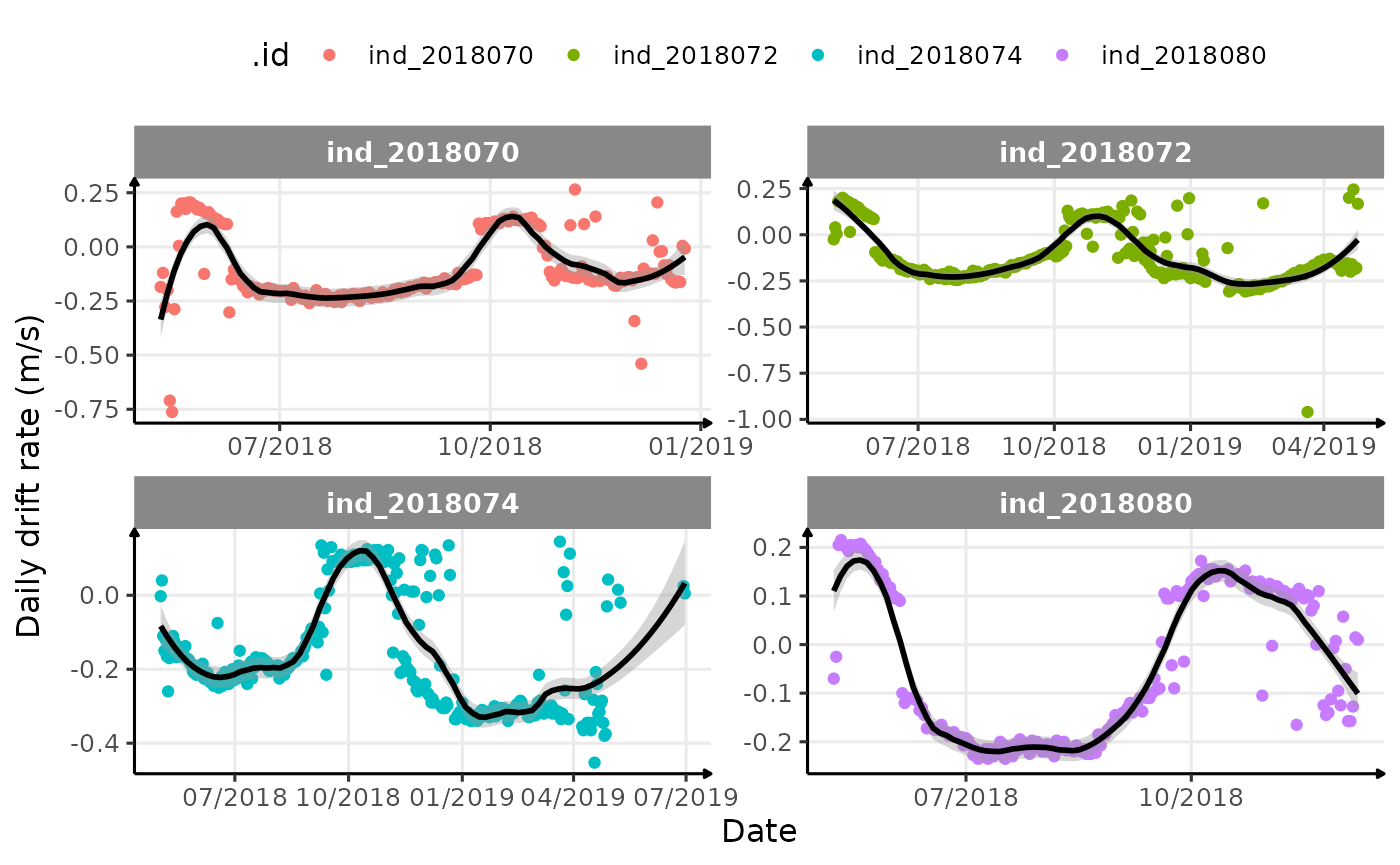 .id ind_2018070 ind_2018072 ind_2018074 ind_2018080
ind_2018070 ind_2018072
0.25
0.00
-0.25
-0.50
-0.75
0.25
0.00
-0.25
-0.50
-0.75
-1.00
07/2018 10/2018 01/2019
07/2018 10/2018 01/2019 04/2019
ind_2018074 ind_2018080
0.0
-0.2
-0.4
0.2
0.1
0.0
-0.1
-0.2
07/2018 10/2018 01/2019 04/2019 07/2019
07/2018 10/2018
Daily drift rate (m/s)
Date